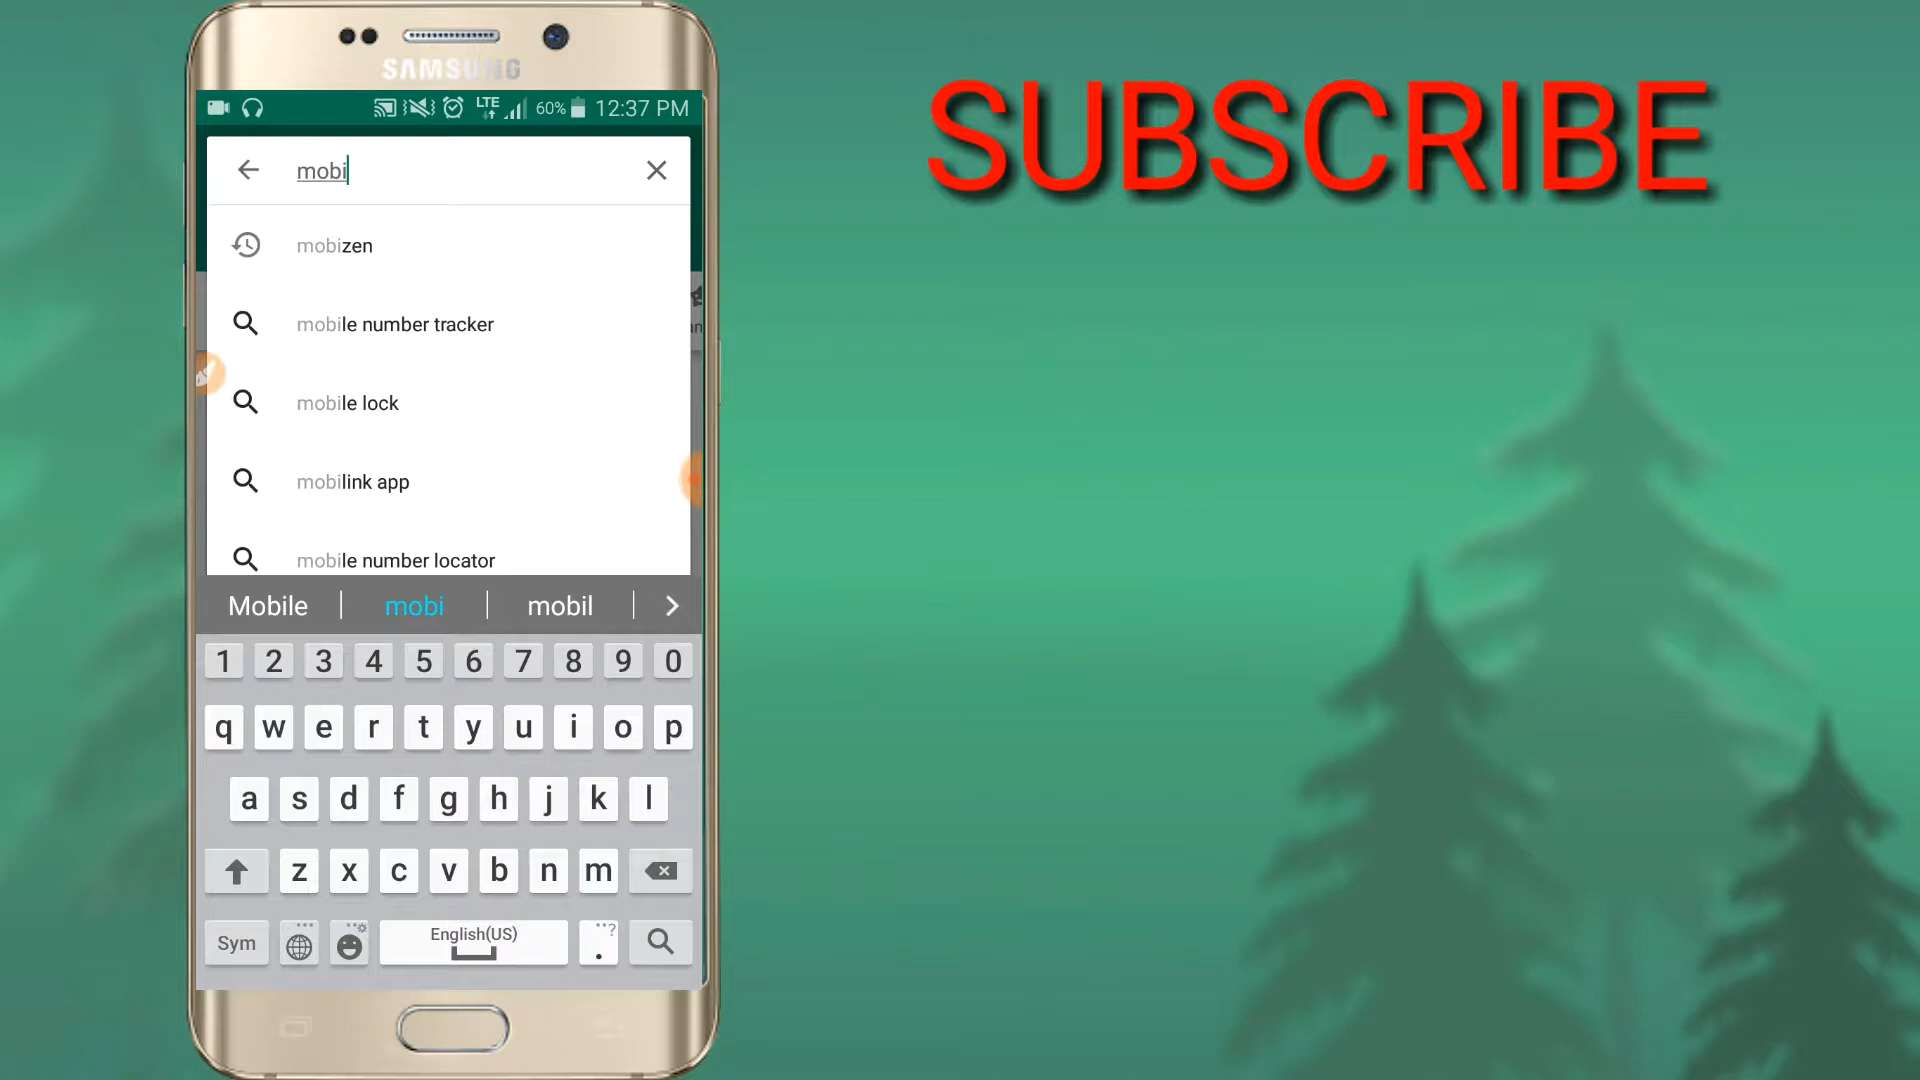 SAMSUNG
LTE 60% 12:37 PM
SUBSCRIBE
mobi
mobizen
mobile number tracker
mobile lock
mobilink app
mobile number locator
Mobile mobi mobil
1 2 3 4 5 6 7 8 9 0
q w e r t y u i o p
a s d f g h j k l
z x c v b n m
Sym English(US) . ?